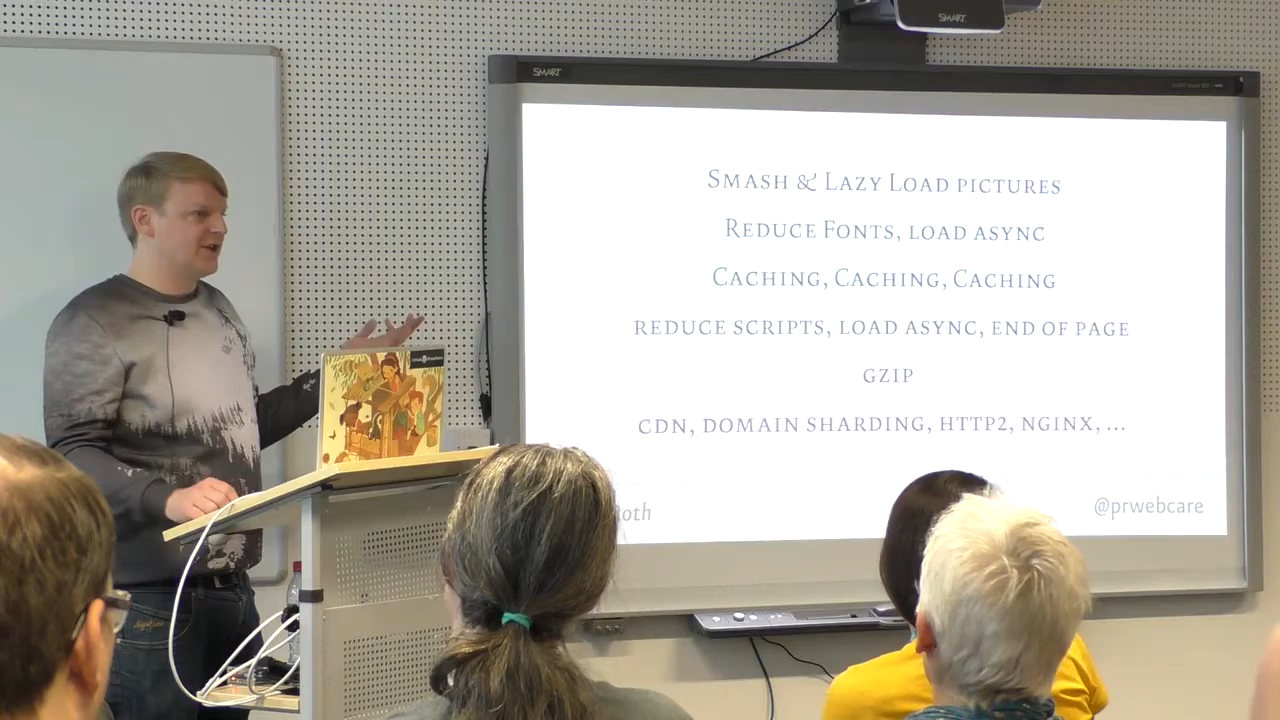 SMART
SMART
SMASH & LAZY LOAD PICTURES
REDUCE FONTS, LOAD ASYNC
CACHING, CACHING, CACHING
REDUCE SCRIPTS, LOAD ASYNC, END OF PAGE
GZIP
CDN, DOMAIN SHARDING, HTTP2, NGINX, ...
@prwebcare